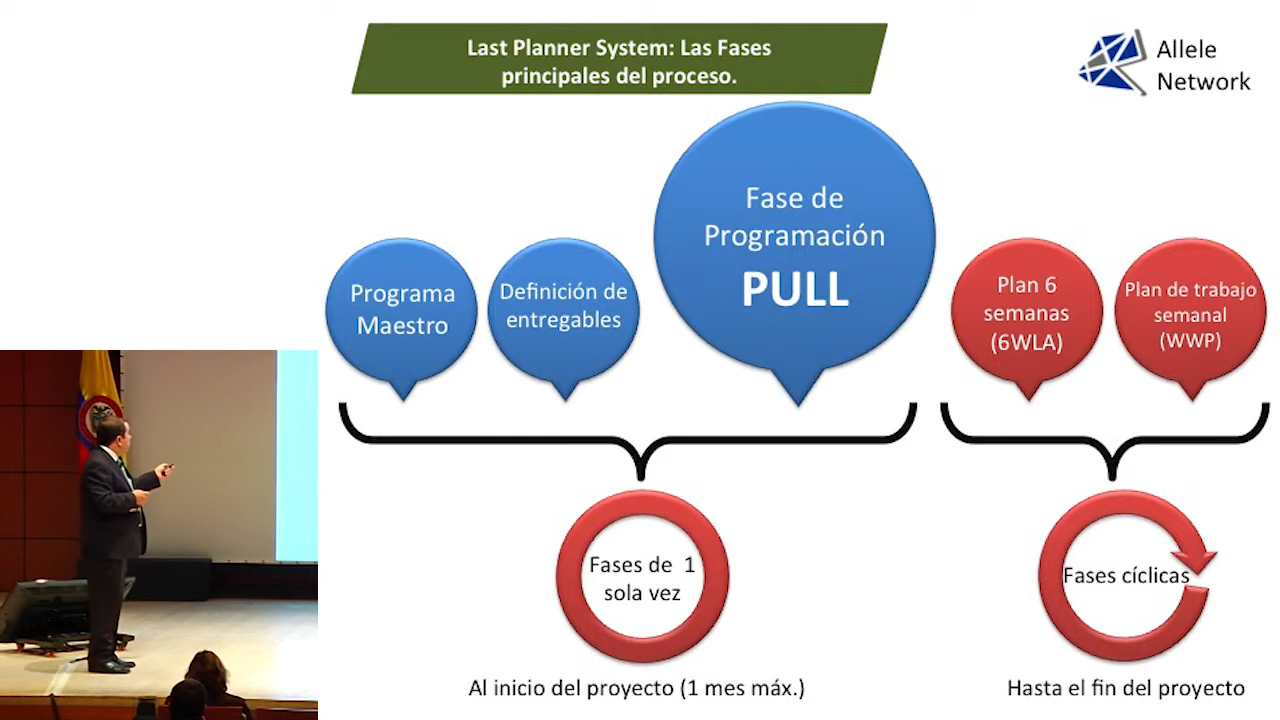 Last Planner System: Las Fases
principales del proceso.
Allele
Network
Programa
Maestro
Definición de
entregables
Fase de
Programación
PULL
Plan 6
semanas
(6WLA)
Plan de trabajo
semanal
(WWP)
Fases de 1
sola vez
Fases cíclicas
Al inicio del proyecto (1 mes máx.)
Hasta el fin del proyecto